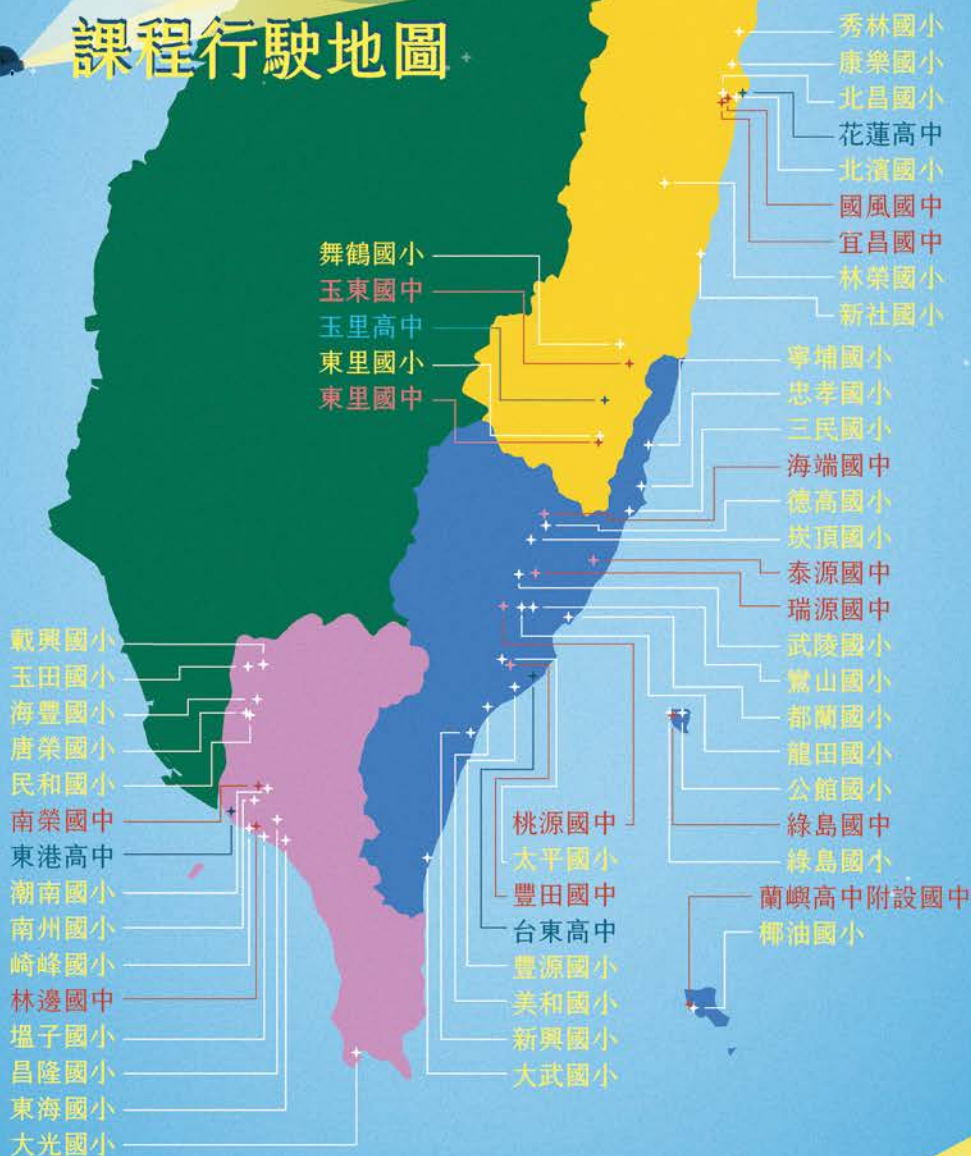 課程行駛地圖
秀林國小
康樂國小
北昌國小
花蓮高中
北濱國小
國風國中
宜昌國中
林榮國小
新社國小
舞鶴國小
玉東國中
玉里高中
東里國小
東里國中
寧埔國小
忠孝國小
三民國小
海端國中
德高國小
崁頂國小
泰源國中
瑞源國中
武陵國小
鸞山國小
都蘭國小
龍田國小
公館國小
綠島國中
綠島國小
蘭嶼高中附設國中
椰油國小
載興國小
玉田國小
海豐國小
唐榮國小
民和國小
南榮國中
東港高中
潮南國小
南州國小
崎峰國小
林邊國中
塭子國小
昌隆國小
東海國小
大光國小
桃源國中
太平國小
豐田國中
台東高中
豐源國小
美和國小
新興國小
大武國小